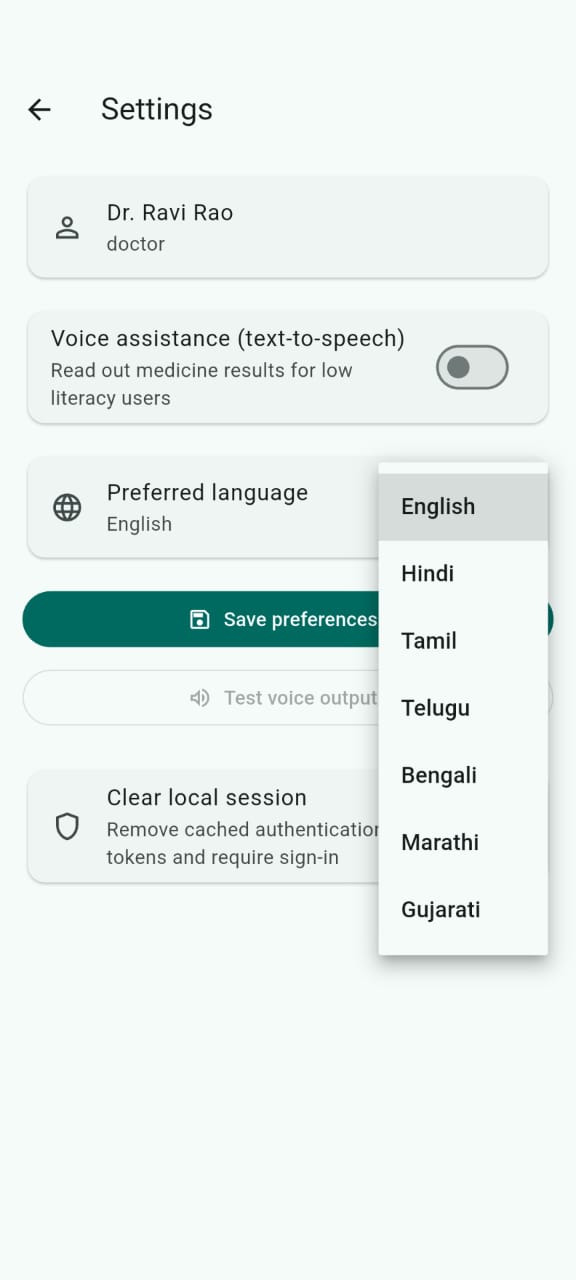 Settings
Dr. Ravi Rao
doctor
Voice assistance (text-to-speech)
Read out medicine results for low
literacy users
Preferred language
English
English
Hindi
Tamil
Telugu
Bengali
Marathi
Gujarati
Save preferences
Test voice output
Clear local session
Remove cached authentication
tokens and require sign-in